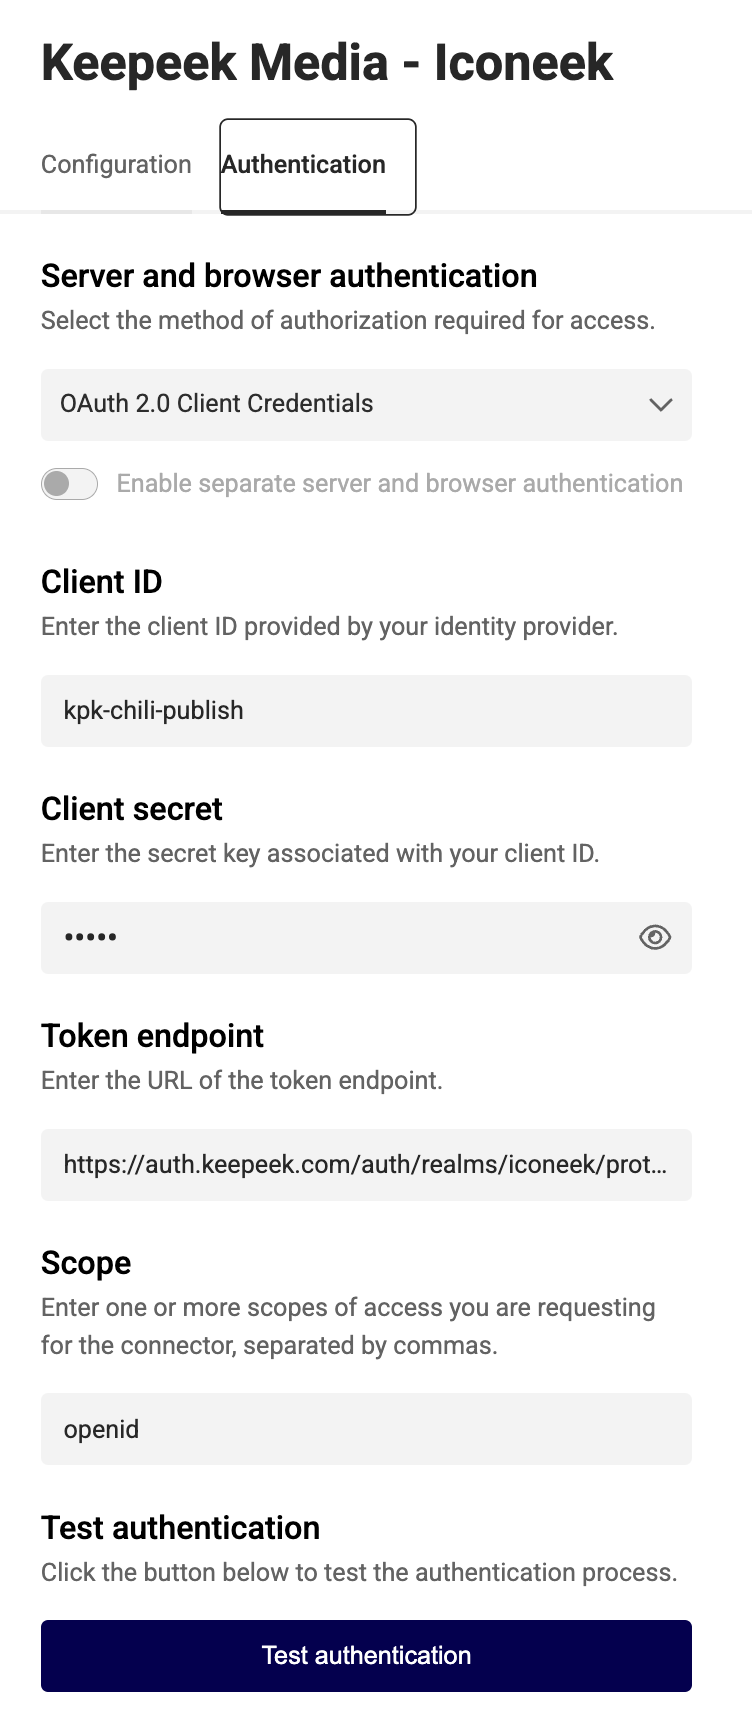 Keepeek Media - Iconeek
Configuration
Authentication
Server and browser authentication
Select the method of authorization required for access.
OAuth 2.0 Client Credentials
Enable separate server and browser authentication
Client ID
Enter the client ID provided by your identity provider.
kpk-chili-publish
Client secret
Enter the secret key associated with your client ID.
•••••
Token endpoint
Enter the URL of the token endpoint.
https://auth.keepeek.com/auth/realms/iconeek/prot...
Scope
Enter one or more scopes of access you are requesting
for the connector, separated by commas.
openid
Test authentication
Click the button below to test the authentication process.
Test authentication